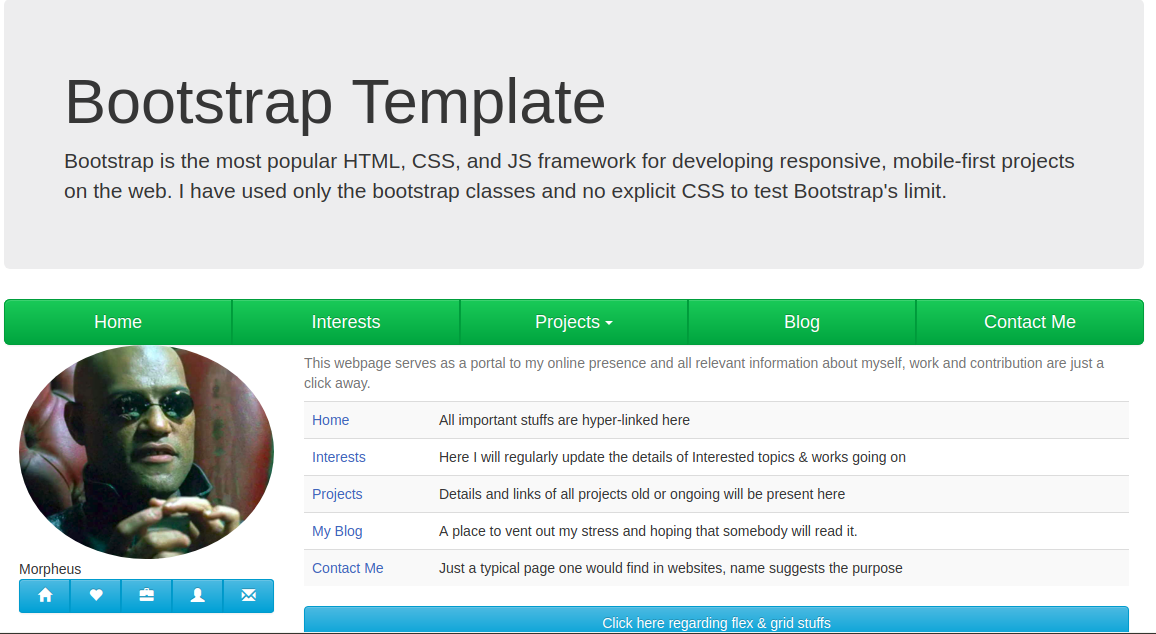 Bootstrap Template
Bootstrap is the most popular HTML, CSS, and JS framework for developing responsive, mobile-first projects
on the web. I have used only the bootstrap classes and no explicit CSS to test Bootstrap's limit.
Home Interests Projects Blog Contact Me
This webpage serves as a portal to my online presence and all relevant information about myself, work and contribution are just a
click away.
Home All important stuffs are hyper-linked here
Interests Here I will regularly update the details of Interested topics & works going on
Projects Details and links of all projects old or ongoing will be present here
My Blog A place to vent out my stress and hoping that somebody will read it.
Contact Me Just a typical page one would find in websites, name suggests the purpose
Morpheus
Click here regarding flex & grid stuffs